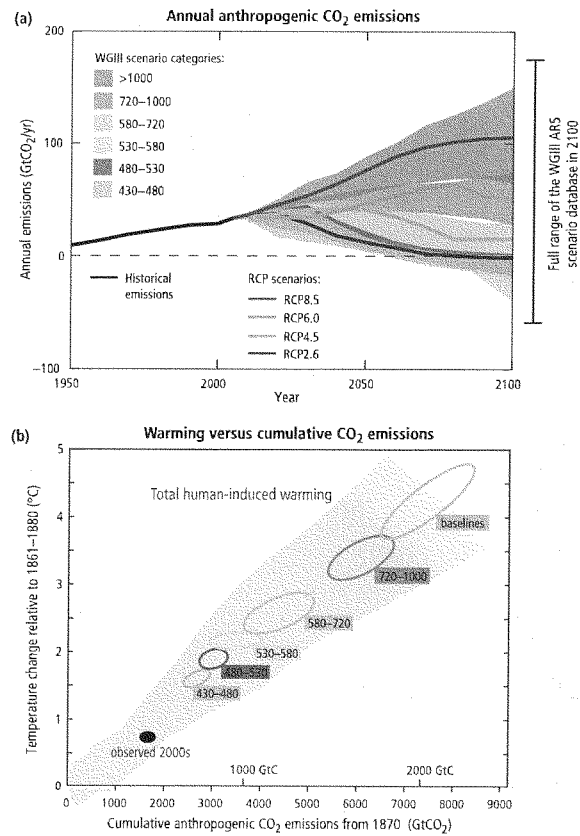 (a) Annual anthropogenic CO2 emissions
200
WGIII scenario categories:
>1000
720–1000
580–720
530–580
480–530
430–480
100
0
−100
Annual emissions (GtCO2/yr)
Historical
emissions
RCP scenarios:
RCP8.5
RCP6.0
RCP4.5
RCP2.6
1950 2000 2050 2100
Year
Full range of the WGIII AR5
scenario database in 2100
(b) Warming versus cumulative CO2 emissions
5
4
3
2
1
0
Temperature change relative to 1861–1880 (°C)
Total human-induced warming
baselines
720–1000
580–720
530–580
480–530
430–480
observed 2000s
1000 GtC 2000 GtC
0 1000 2000 3000 4000 5000 6000 7000 8000 9000
Cumulative anthropogenic CO2 emissions from 1870 (GtCO2)